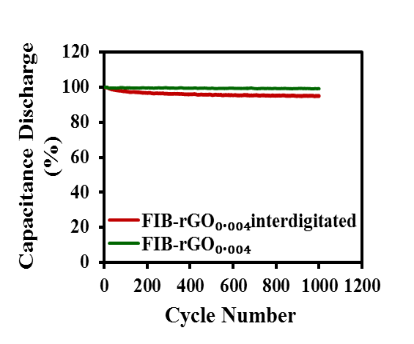 Capacitance Discharge
(%)
120
100
80
60
40
20
0
FIB-rGO₀.₀₀₄interdigitated
FIB-rGO₀.₀₀₄
0 200 400 600 800 1000 1200
Cycle Number